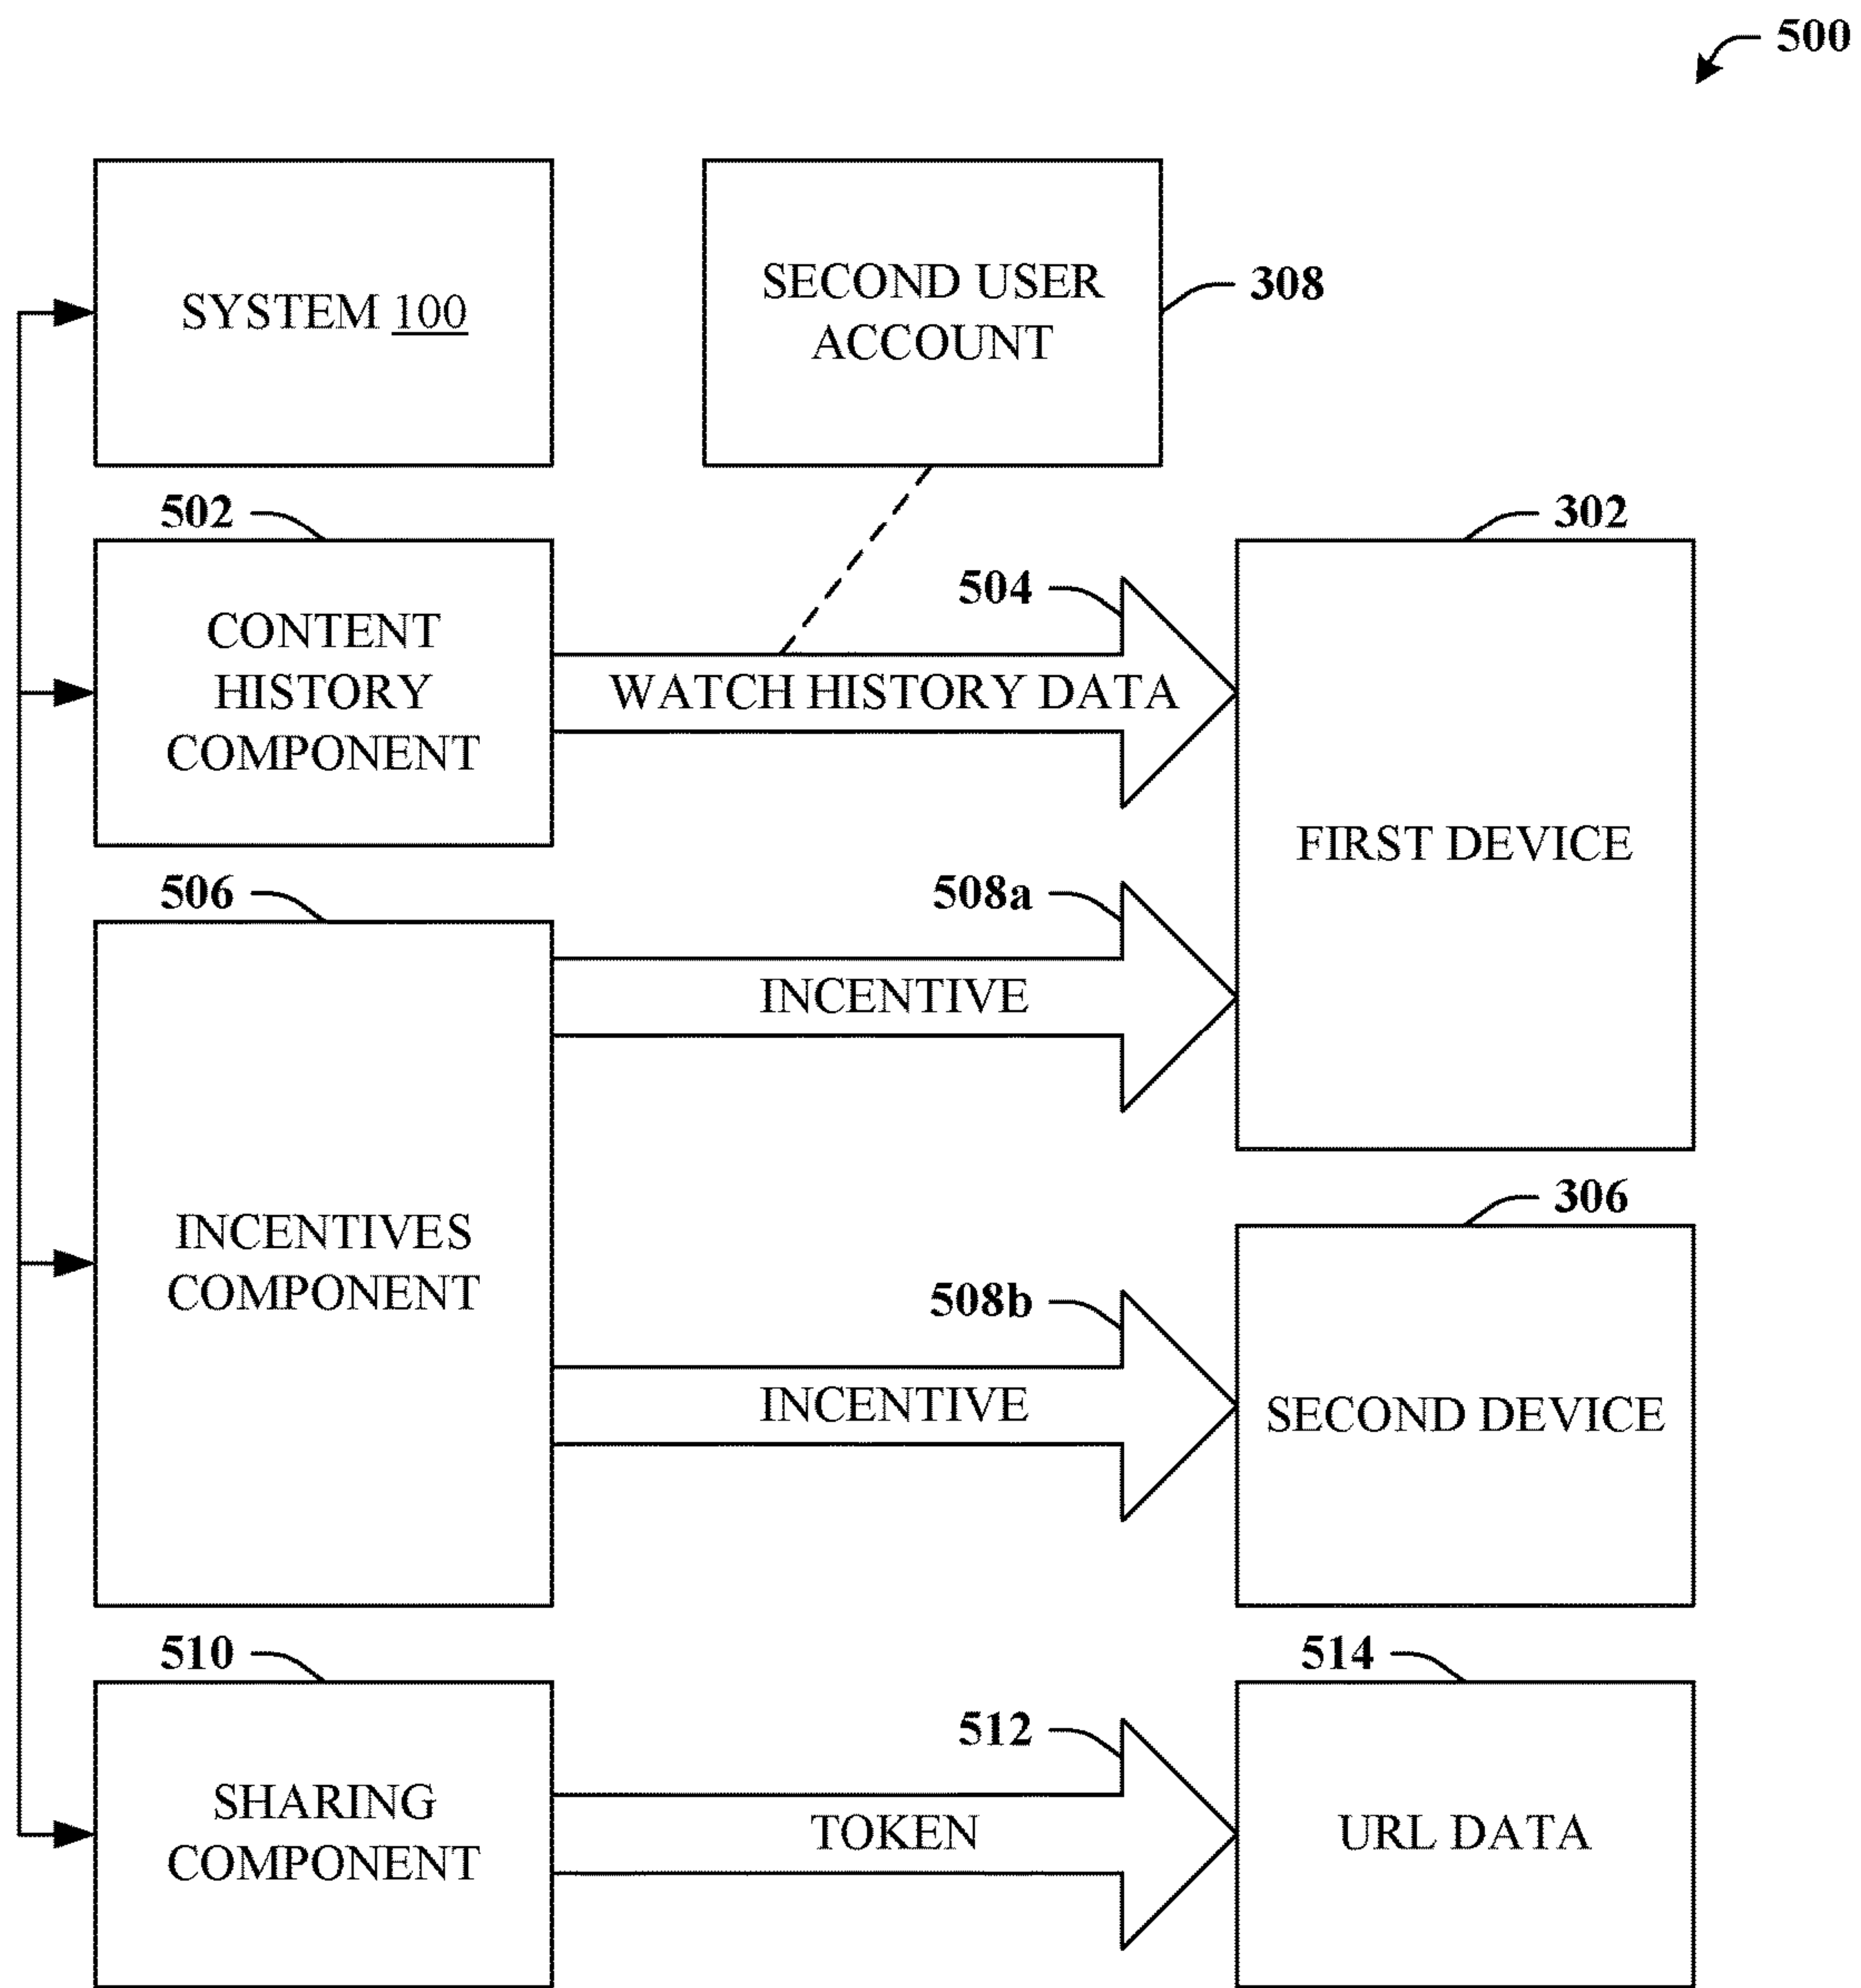 500
SYSTEM 100
SECOND USER
ACCOUNT
308
502
CONTENT
HISTORY
COMPONENT
504
WATCH HISTORY DATA
302
FIRST DEVICE
506
INCENTIVES
COMPONENT
508a
INCENTIVE
508b
INCENTIVE
306
SECOND DEVICE
510
SHARING
COMPONENT
512
TOKEN
514
URL DATA